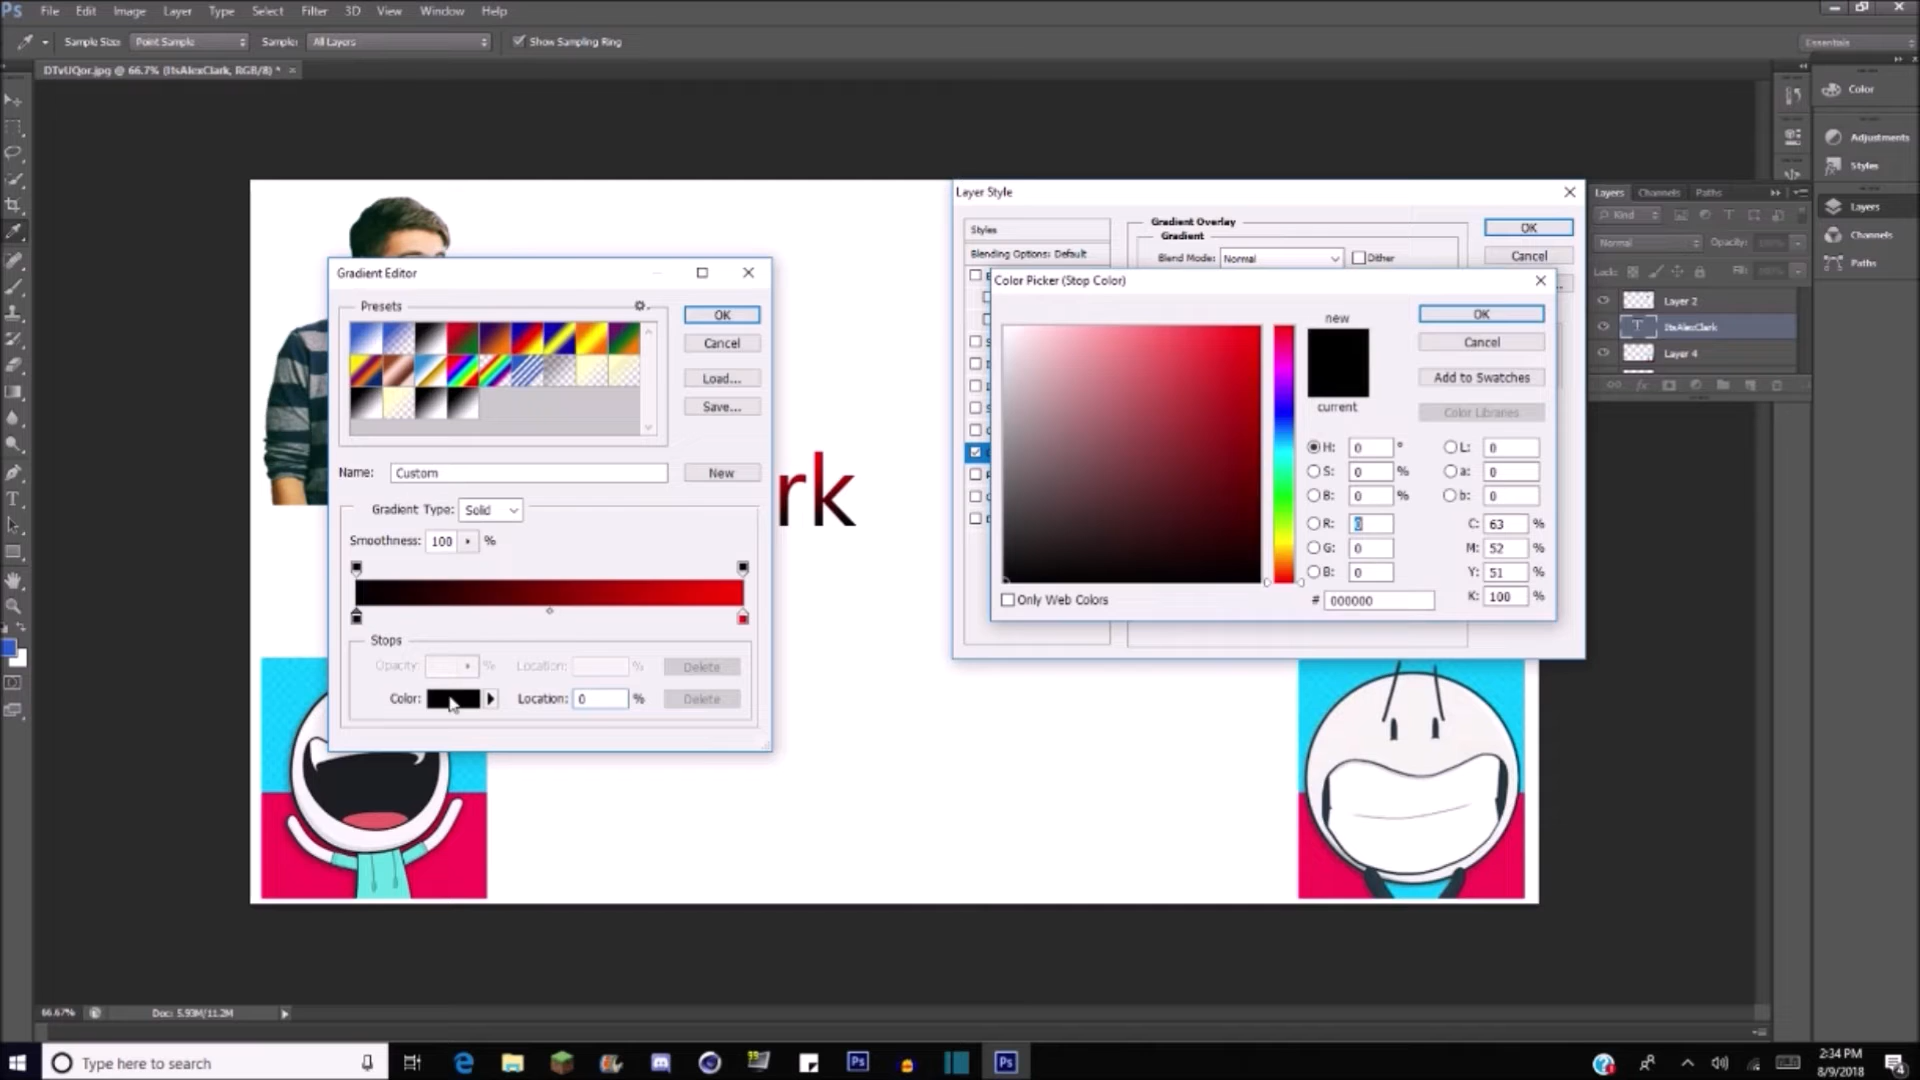 Ps File Edit Image Layer Type Select Filter 3D View Window Help
Sample Size: Point Sample Sample: All Layers Show Sampling Ring Essentials
DTvUQor.jpg @ 66.7% (ItsAlexClark, RGB/8) *
Color
Adjustments
Styles
Layers
Channels
Paths
Layers Channels Paths
Kind
Normal Opacity:
Lock: Fill:
Layer 2
T ItsAlexClark
Layer 4
Layer Style
Styles
Blending Options: Default
Gradient Overlay
Gradient
Blend Mode: Normal Dither
OK
Cancel
Gradient Editor
Presets
OK
Cancel
Load...
Save...
Name: Custom New
Gradient Type: Solid
Smoothness: 100 %
Stops
Opacity: % Location: % Delete
Color: Location: 0 % Delete
rk
Color Picker (Stop Color)
new
current
OK
Cancel
Add to Swatches
Color Libraries
H: 0 ° L: 0
S: 0 % a: 0
B: 0 % b: 0
R: 0 C: 63 %
G: 0 M: 52 %
B: 0 Y: 51 %
# 000000 K: 100 %
Only Web Colors
66.67% Doc: 5.93M/11.2M
Type here to search
Ps
Ps
2:34 PM
8/9/2018
4